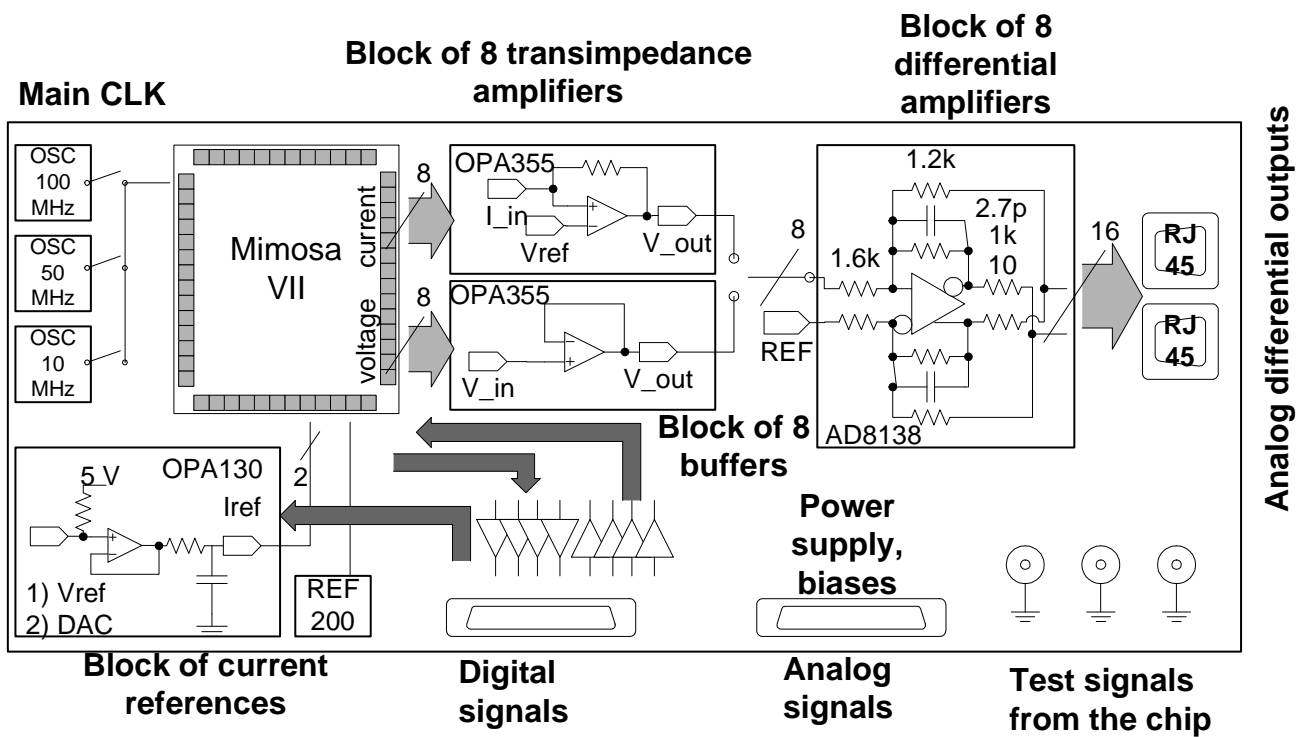 Main CLK
Block of 8 transimpedance
amplifiers
Block of 8
differential
amplifiers
Analog differential outputs
OSC
100
MHz
OSC
50
MHz
OSC
10
MHz
Mimosa
VII
current
voltage
8
8
OPA355
I_in
Vref
V_out
OPA355
V_in
V_out
8
REF
1.2k
2.7p
1k
10
1.6k
AD8138
16
RJ
45
RJ
45
Block of 8
buffers
5 V
OPA130
Iref
1) Vref
2) DAC
2
REF
200
Power
supply,
biases
Block of current
references
Digital
signals
Analog
signals
Test signals
from the chip